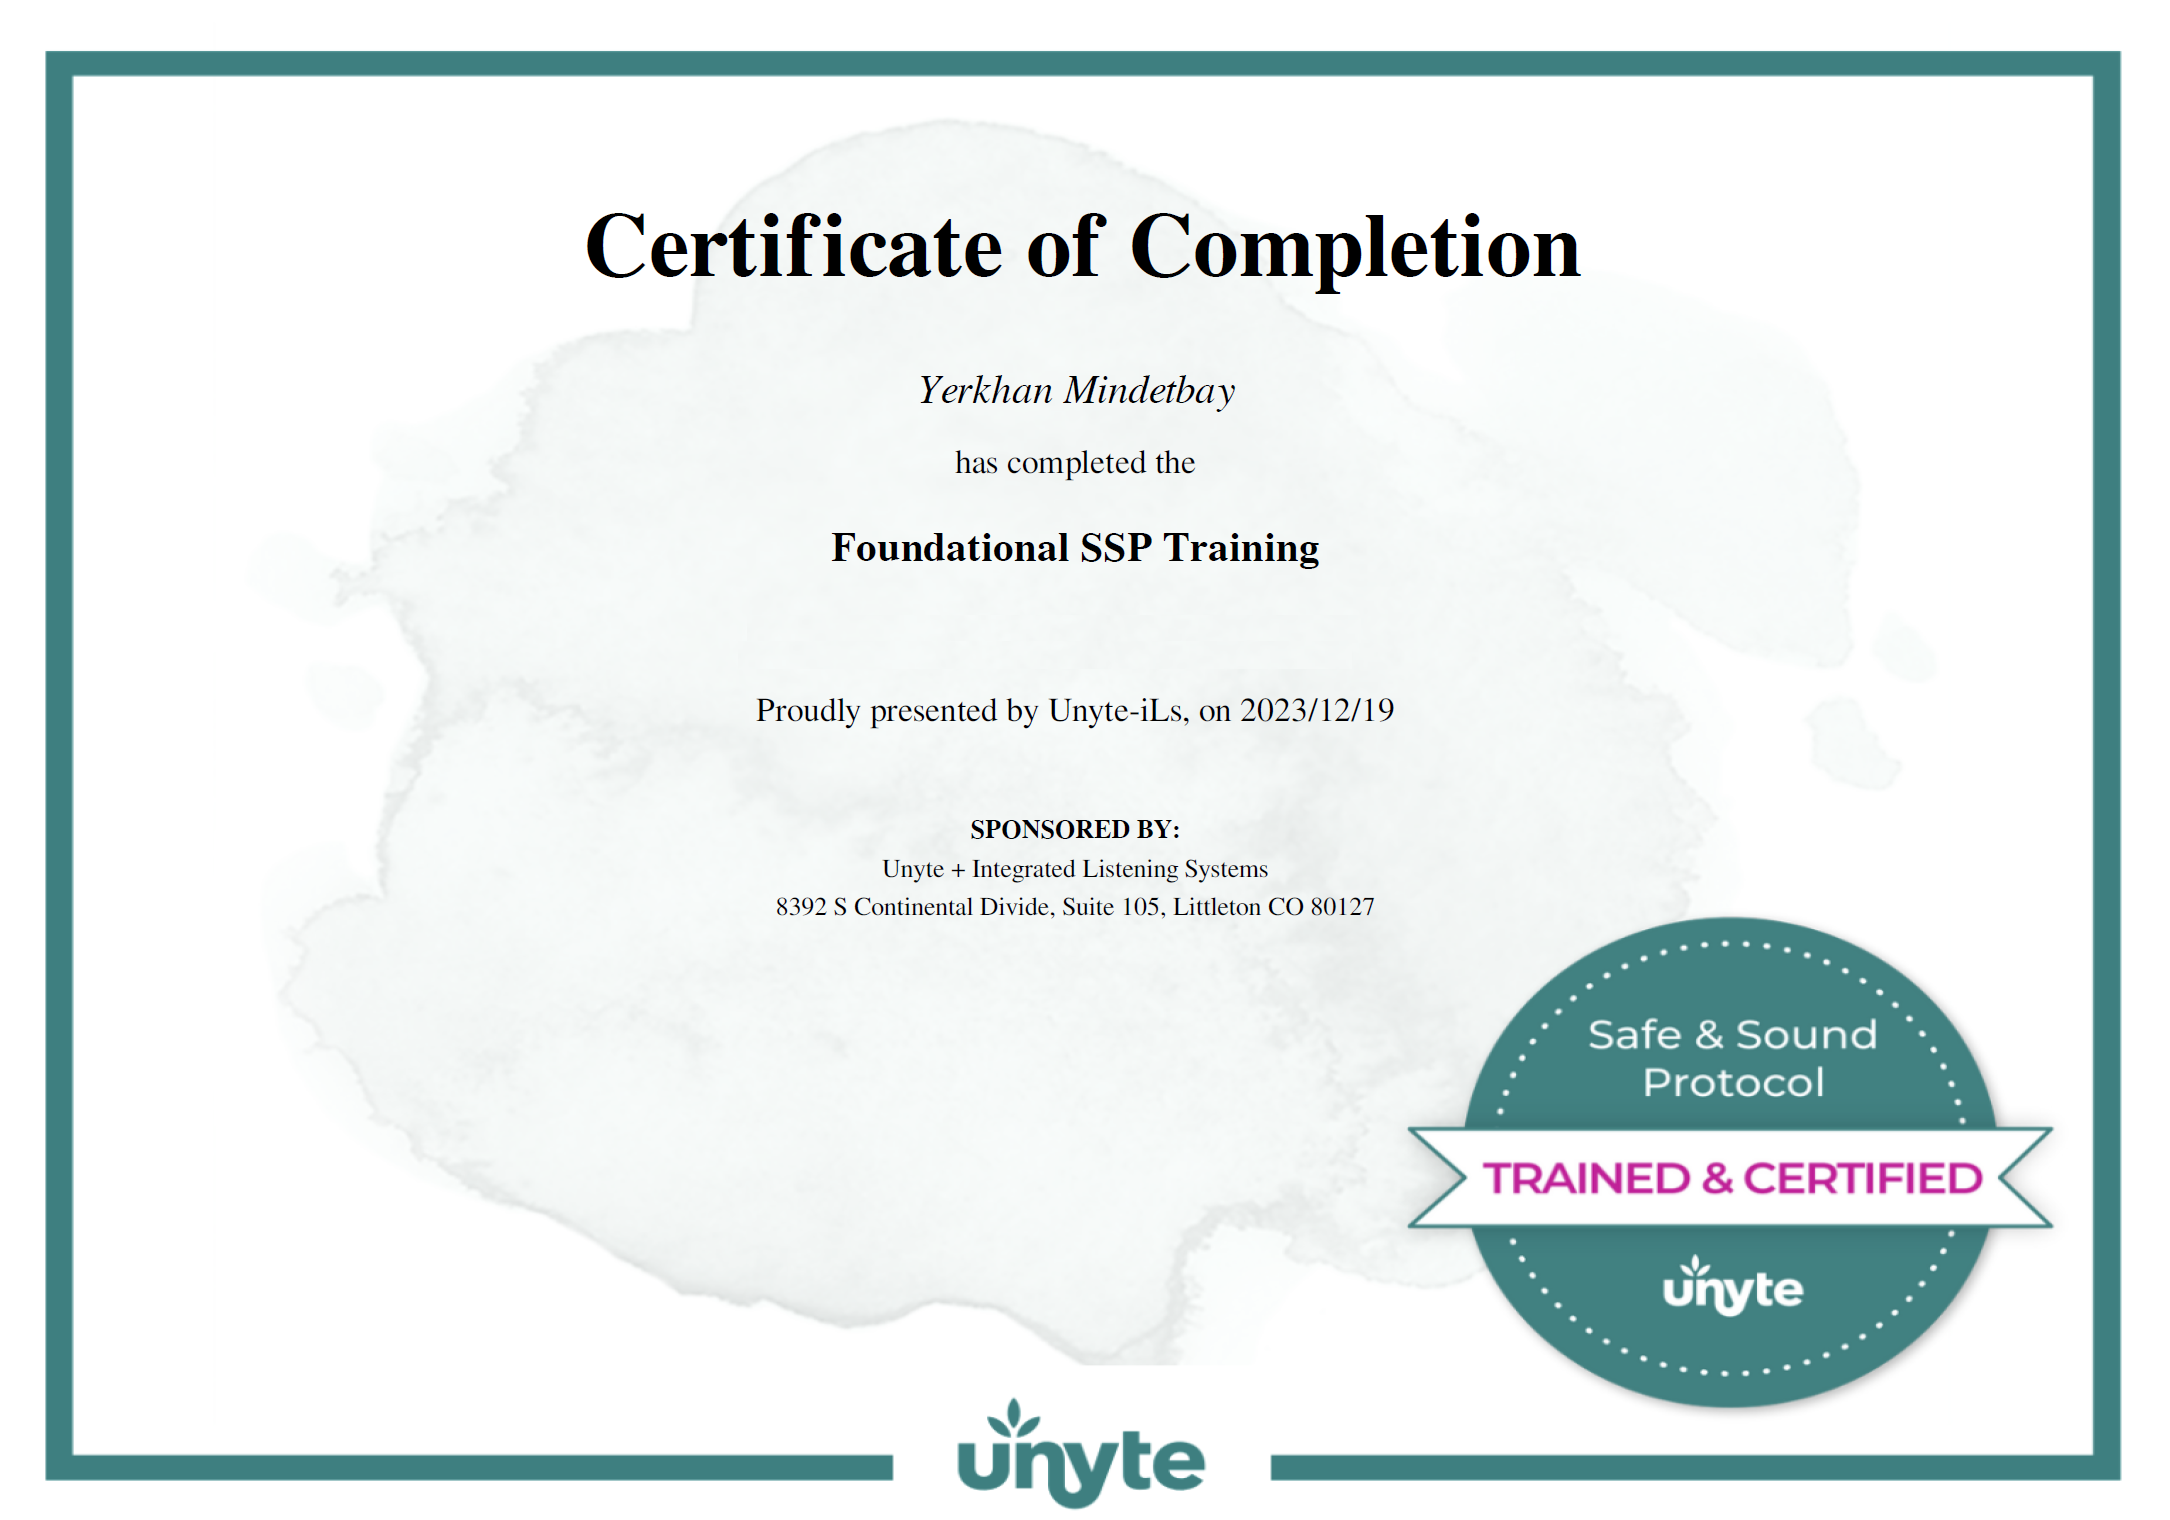 Certificate of Completion
Yerkhan Mindetbay
has completed the
Foundational SSP Training
Proudly presented by Unyte-iLs, on 2023/12/19
SPONSORED BY:
Unyte + Integrated Listening Systems
8392 S Continental Divide, Suite 105, Littleton CO 80127
Safe & Sound
Protocol
TRAINED & CERTIFIED
unyte
unyte